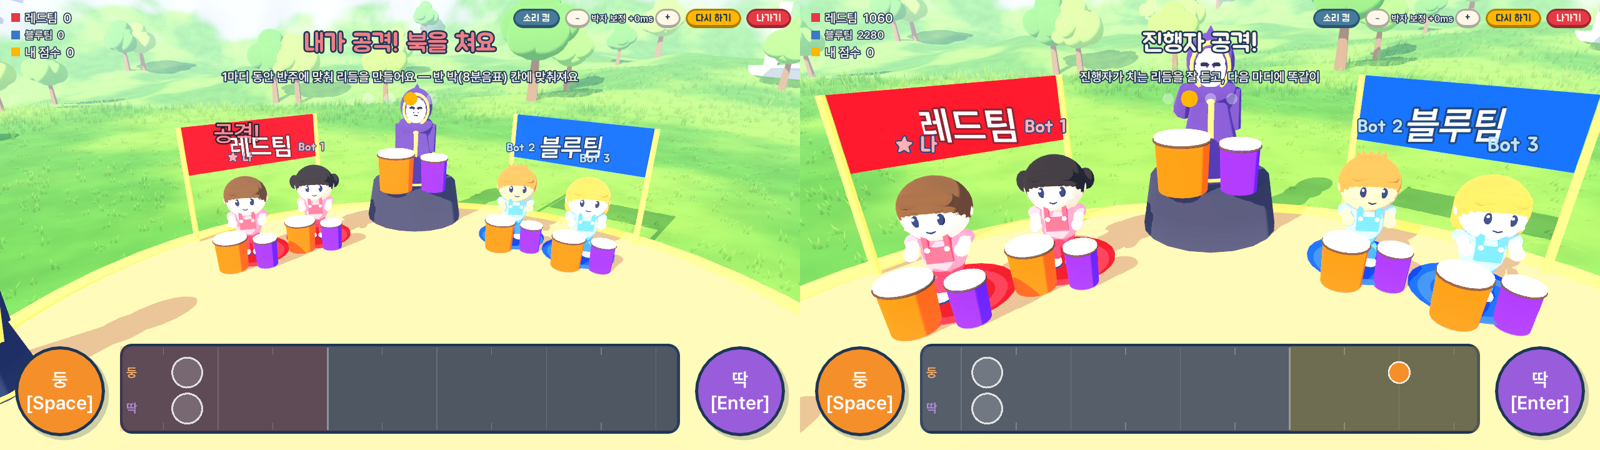 레드팀 0
블루팀 0
내 점수 0
소리 켬
-
박자 보정 +0ms
+
다시 하기
나가기
내가 공격! 북을 쳐요
1마디 동안 반주에 맞춰 리듬을 만들어요 — 반 박(8분음표) 칸에 맞춰져요
공격!
레드팀
Bot 1
★ 나
Bot 2
블루팀
Bot 3
둥
[Space]
둥
딱
딱
[Enter]
레드팀 1060
블루팀 2280
내 점수 0
소리 켬
-
박자 보정 +0ms
+
다시 하기
나가기
진행자 공격!
진행자가 치는 리듬을 잘 듣고, 다음 마디에 똑같이
레드팀
Bot 1
★ 나
Bot 2
블루팀
Bot 3
둥
[Space]
둥
딱
딱
[Enter]